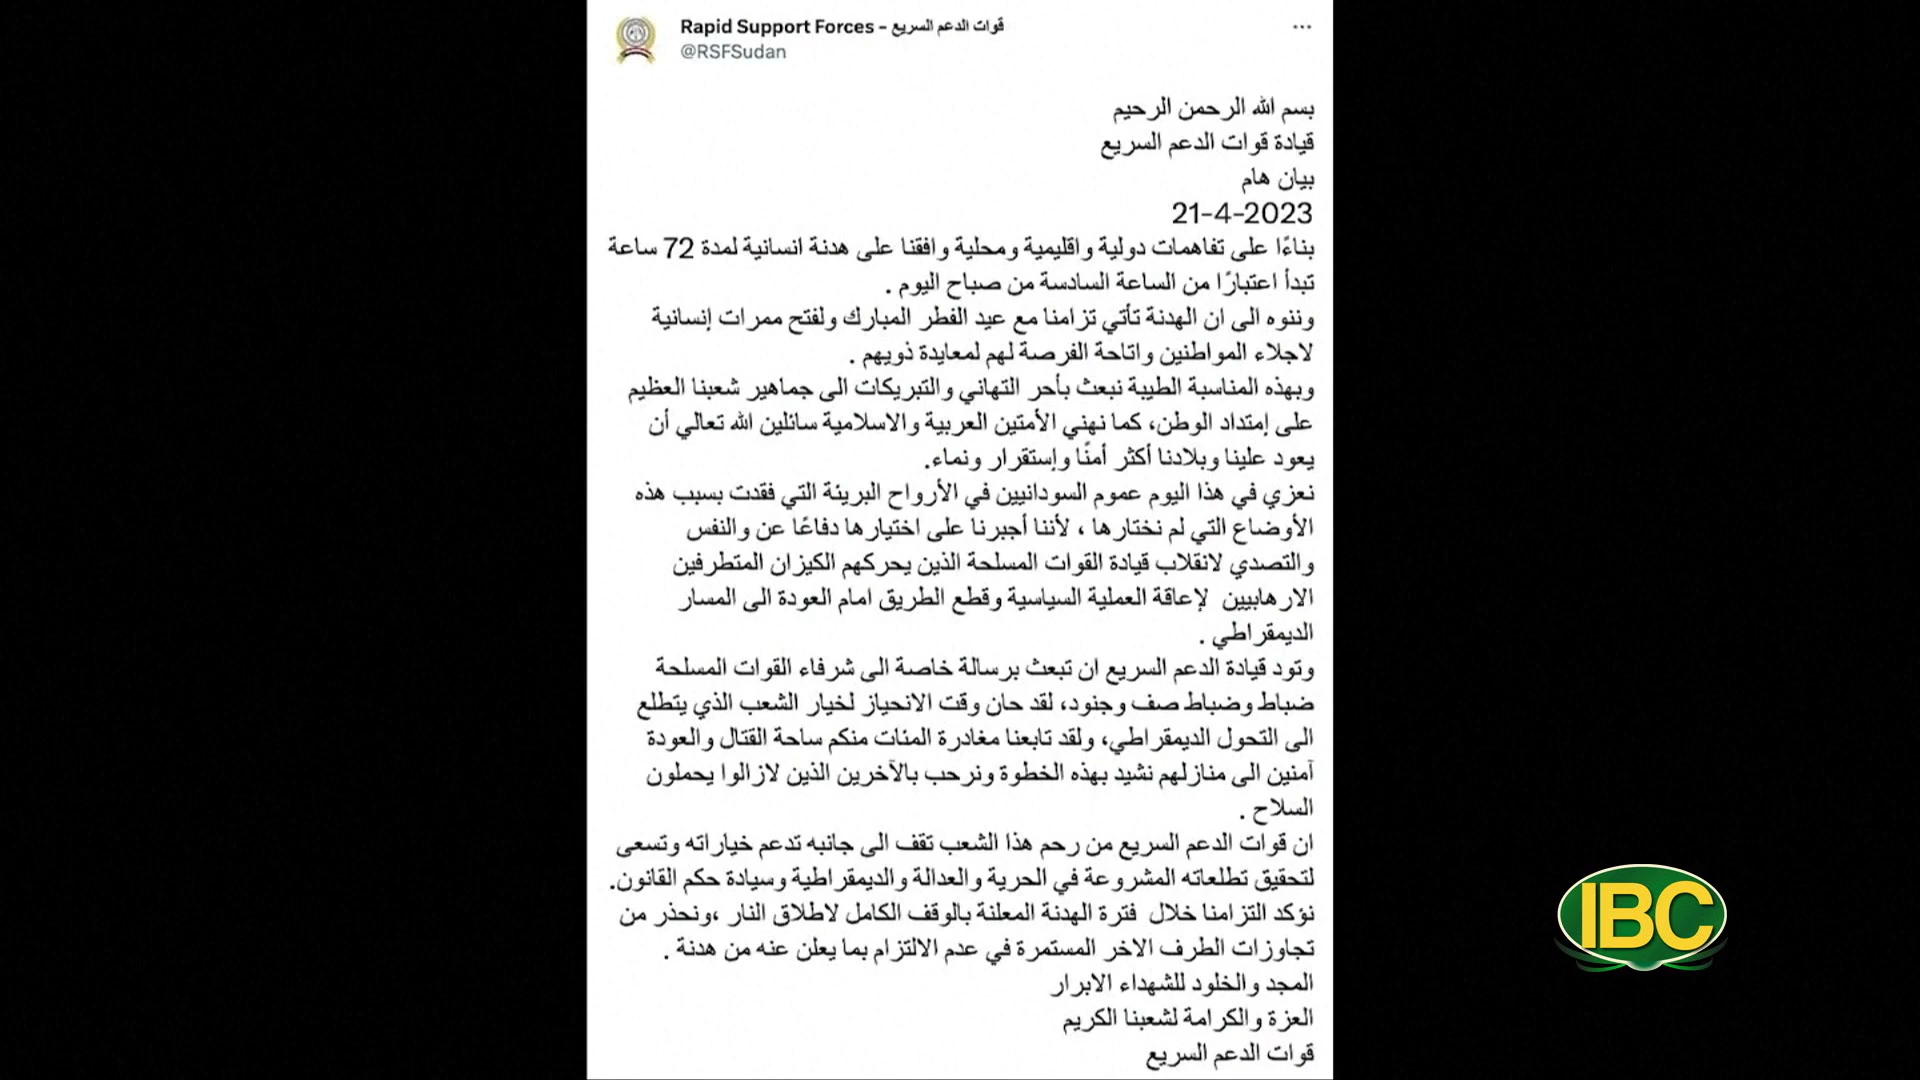 Rapid Support Forces - قوات الدعم السريع
@RSFSudan
بسم الله الرحمن الرحيم
قيادة قوات الدعم السريع
بيان هام
21-4-2023
بناءًا على تفاهمات دولية واقليمية ومحلية وافقنا على هدنة انسانية لمدة 72 ساعة
تبدأ اعتبارًا من الساعة السادسة من صباح اليوم .
وننوه الى ان الهدنة تأتي تزامنا مع عيد الفطر المبارك ولفتح ممرات إنسانية
لاجلاء المواطنين واتاحة الفرصة لهم لمعايدة ذويهم .
وبهذه المناسبة الطيبة نبعث بأحر التهاني والتبريكات الى جماهير شعبنا العظيم
على إمتداد الوطن، كما نهني الأمتين العربية والاسلامية سائلين الله تعالي أن
يعود علينا وبلادنا أكثر أمنًا وإستقرار ونماء.
نعزي في هذا اليوم عموم السودانيين في الأرواح البريئة التي فقدت بسبب هذه
الأوضاع التي لم نختارها ، لأننا أجبرنا على اختيارها دفاعًا عن والنفس
والتصدي لانقلاب قيادة القوات المسلحة الذين يحركهم الكيزان المتطرفين
الارهابيين  لإعاقة العملية السياسية وقطع الطريق امام العودة الى المسار
الديمقراطي .
وتود قيادة الدعم السريع ان تبعث برسالة خاصة الى شرفاء القوات المسلحة
ضباط وضباط صف وجنود، لقد حان وقت الانحياز لخيار الشعب الذي يتطلع
الى التحول الديمقراطي، ولقد تابعنا مغادرة المئات منكم ساحة القتال والعودة
آمنين الى منازلهم نشيد بهذه الخطوة ونرحب بالآخرين الذين لازالوا يحملون
السلاح .
ان قوات الدعم السريع من رحم هذا الشعب تقف الى جانبه تدعم خياراته وتسعى
لتحقيق تطلعاته المشروعة في الحرية والعدالة والديمقراطية وسيادة حكم القانون.
نؤكد التزامنا خلال  فترة الهدنة المعلنة بالوقف الكامل لاطلاق النار ،ونحذر من
تجاوزات الطرف الاخر المستمرة في عدم الالتزام بما يعلن عنه من هدنة .
المجد والخلود للشهداء الابرار
العزة والكرامة لشعبنا الكريم
قوات الدعم السريع
IBC